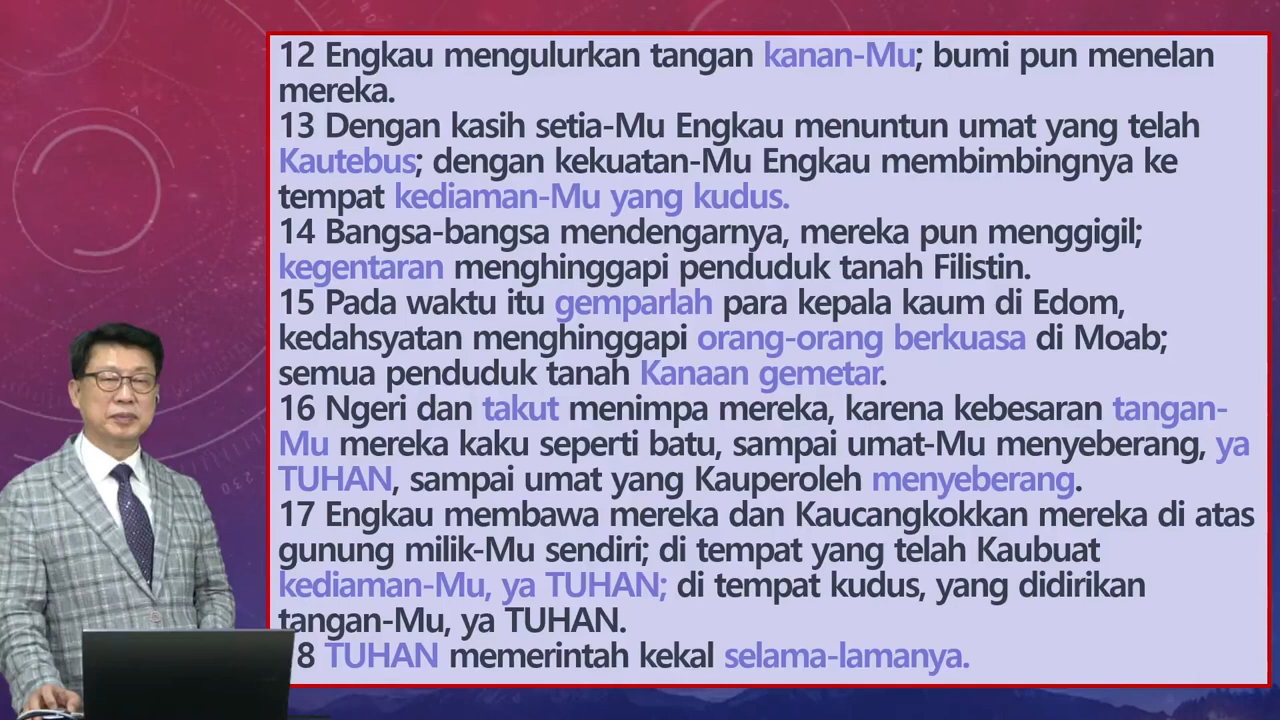 12 Engkau mengulurkan tangan kanan-Mu; bumi pun menelan
mereka.
13 Dengan kasih setia-Mu Engkau menuntun umat yang telah
Kautebus; dengan kekuatan-Mu Engkau membimbingnya ke
tempat kediaman-Mu yang kudus.
14 Bangsa-bangsa mendengarnya, mereka pun menggigil;
kegentaran menghinggapi penduduk tanah Filistin.
15 Pada waktu itu gemparlah para kepala kaum di Edom,
kedahsyatan menghinggapi orang-orang berkuasa di Moab;
semua penduduk tanah Kanaan gemetar.
16 Ngeri dan takut menimpa mereka, karena kebesaran tangan-
Mu mereka kaku seperti batu, sampai umat-Mu menyeberang, ya
TUHAN, sampai umat yang Kauperoleh menyeberang.
17 Engkau membawa mereka dan Kaucangkokkan mereka di atas
gunung milik-Mu sendiri; di tempat yang telah Kaubuat
kediaman-Mu, ya TUHAN; di tempat kudus, yang didirikan
tangan-Mu, ya TUHAN.
8 TUHAN memerintah kekal selama-lamanya.